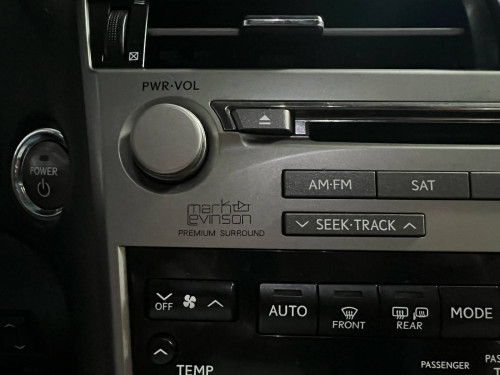 PWR·VOL
POWER
AM·FM
SAT
mark levinson
PREMIUM SURROUND
SEEK·TRACK
OFF
AUTO
FRONT
REAR
MODE
TEMP
PASSENGER